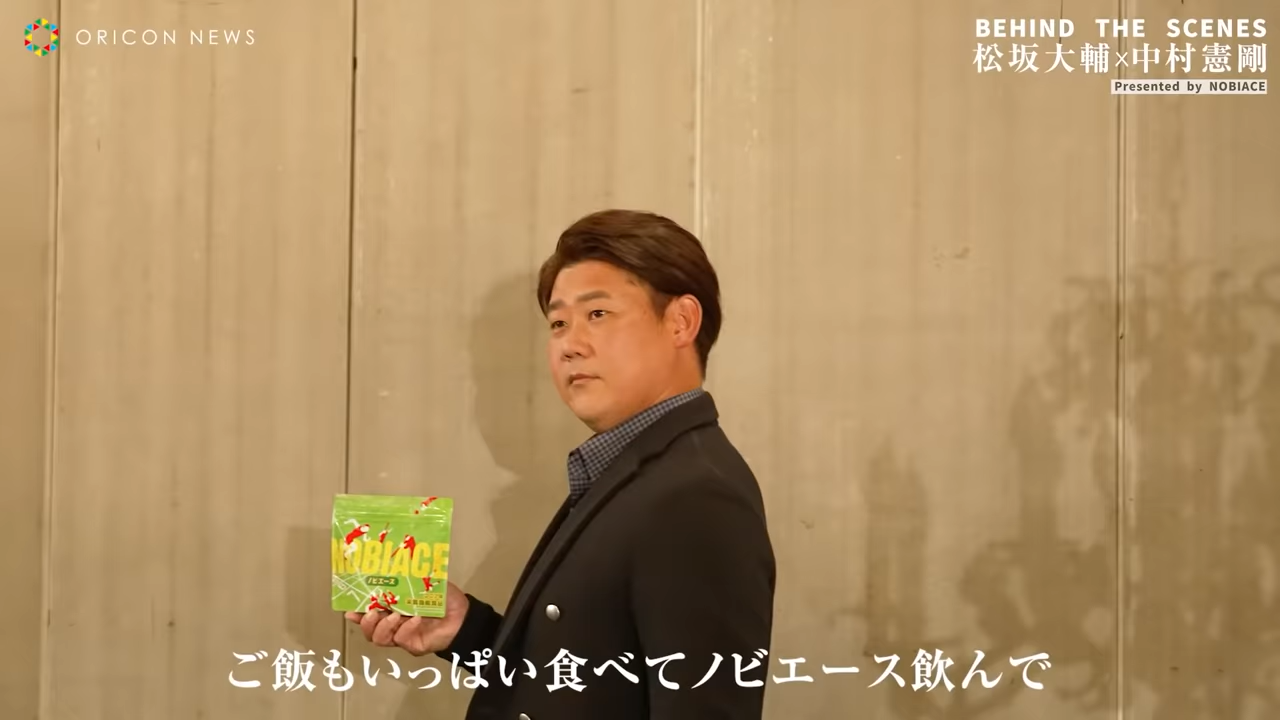 ORICON NEWS
BEHIND THE SCENES
松坂大輔×中村憲剛
Presented by NOBIACE
NOBIACE
ノビエース
ご飯もいっぱい食べてノビエース飲んで